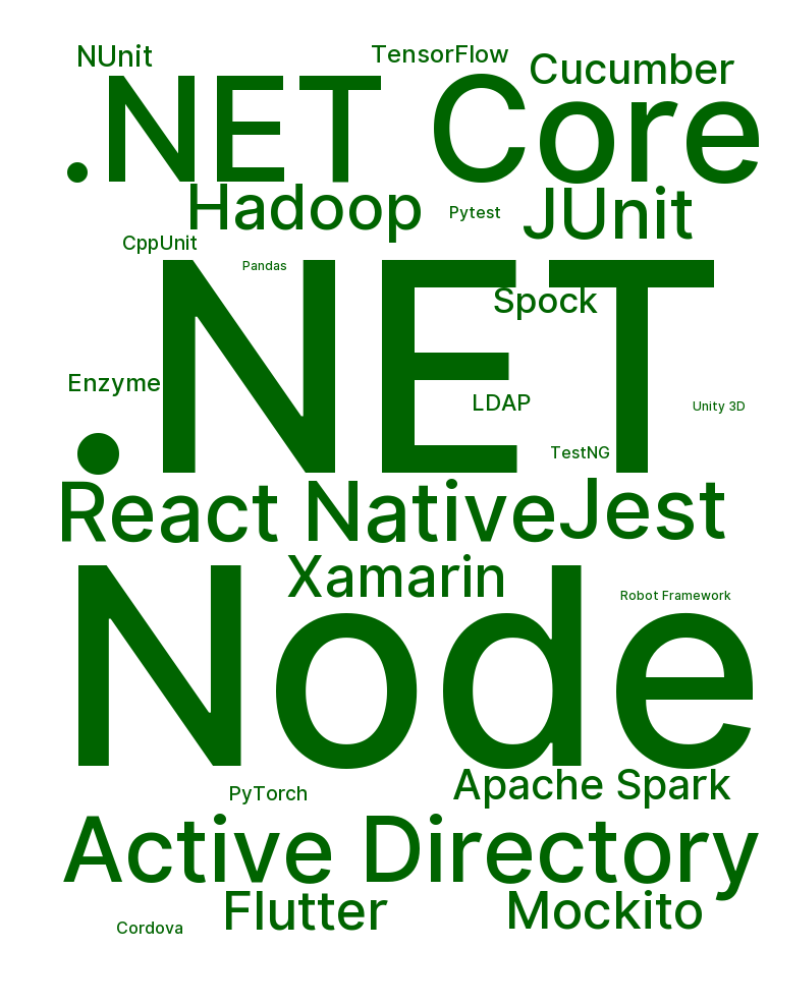 NUnit
TensorFlow
Cucumber
.NET Core
Hadoop
Pytest
JUnit
CppUnit
Pandas
.NET
Spock
Enzyme
LDAP
Unity 3D
TestNG
React Native
Jest
Xamarin
Robot Framework
Node
PyTorch
Apache Spark
Active Directory
Flutter
Mockito
Cordova